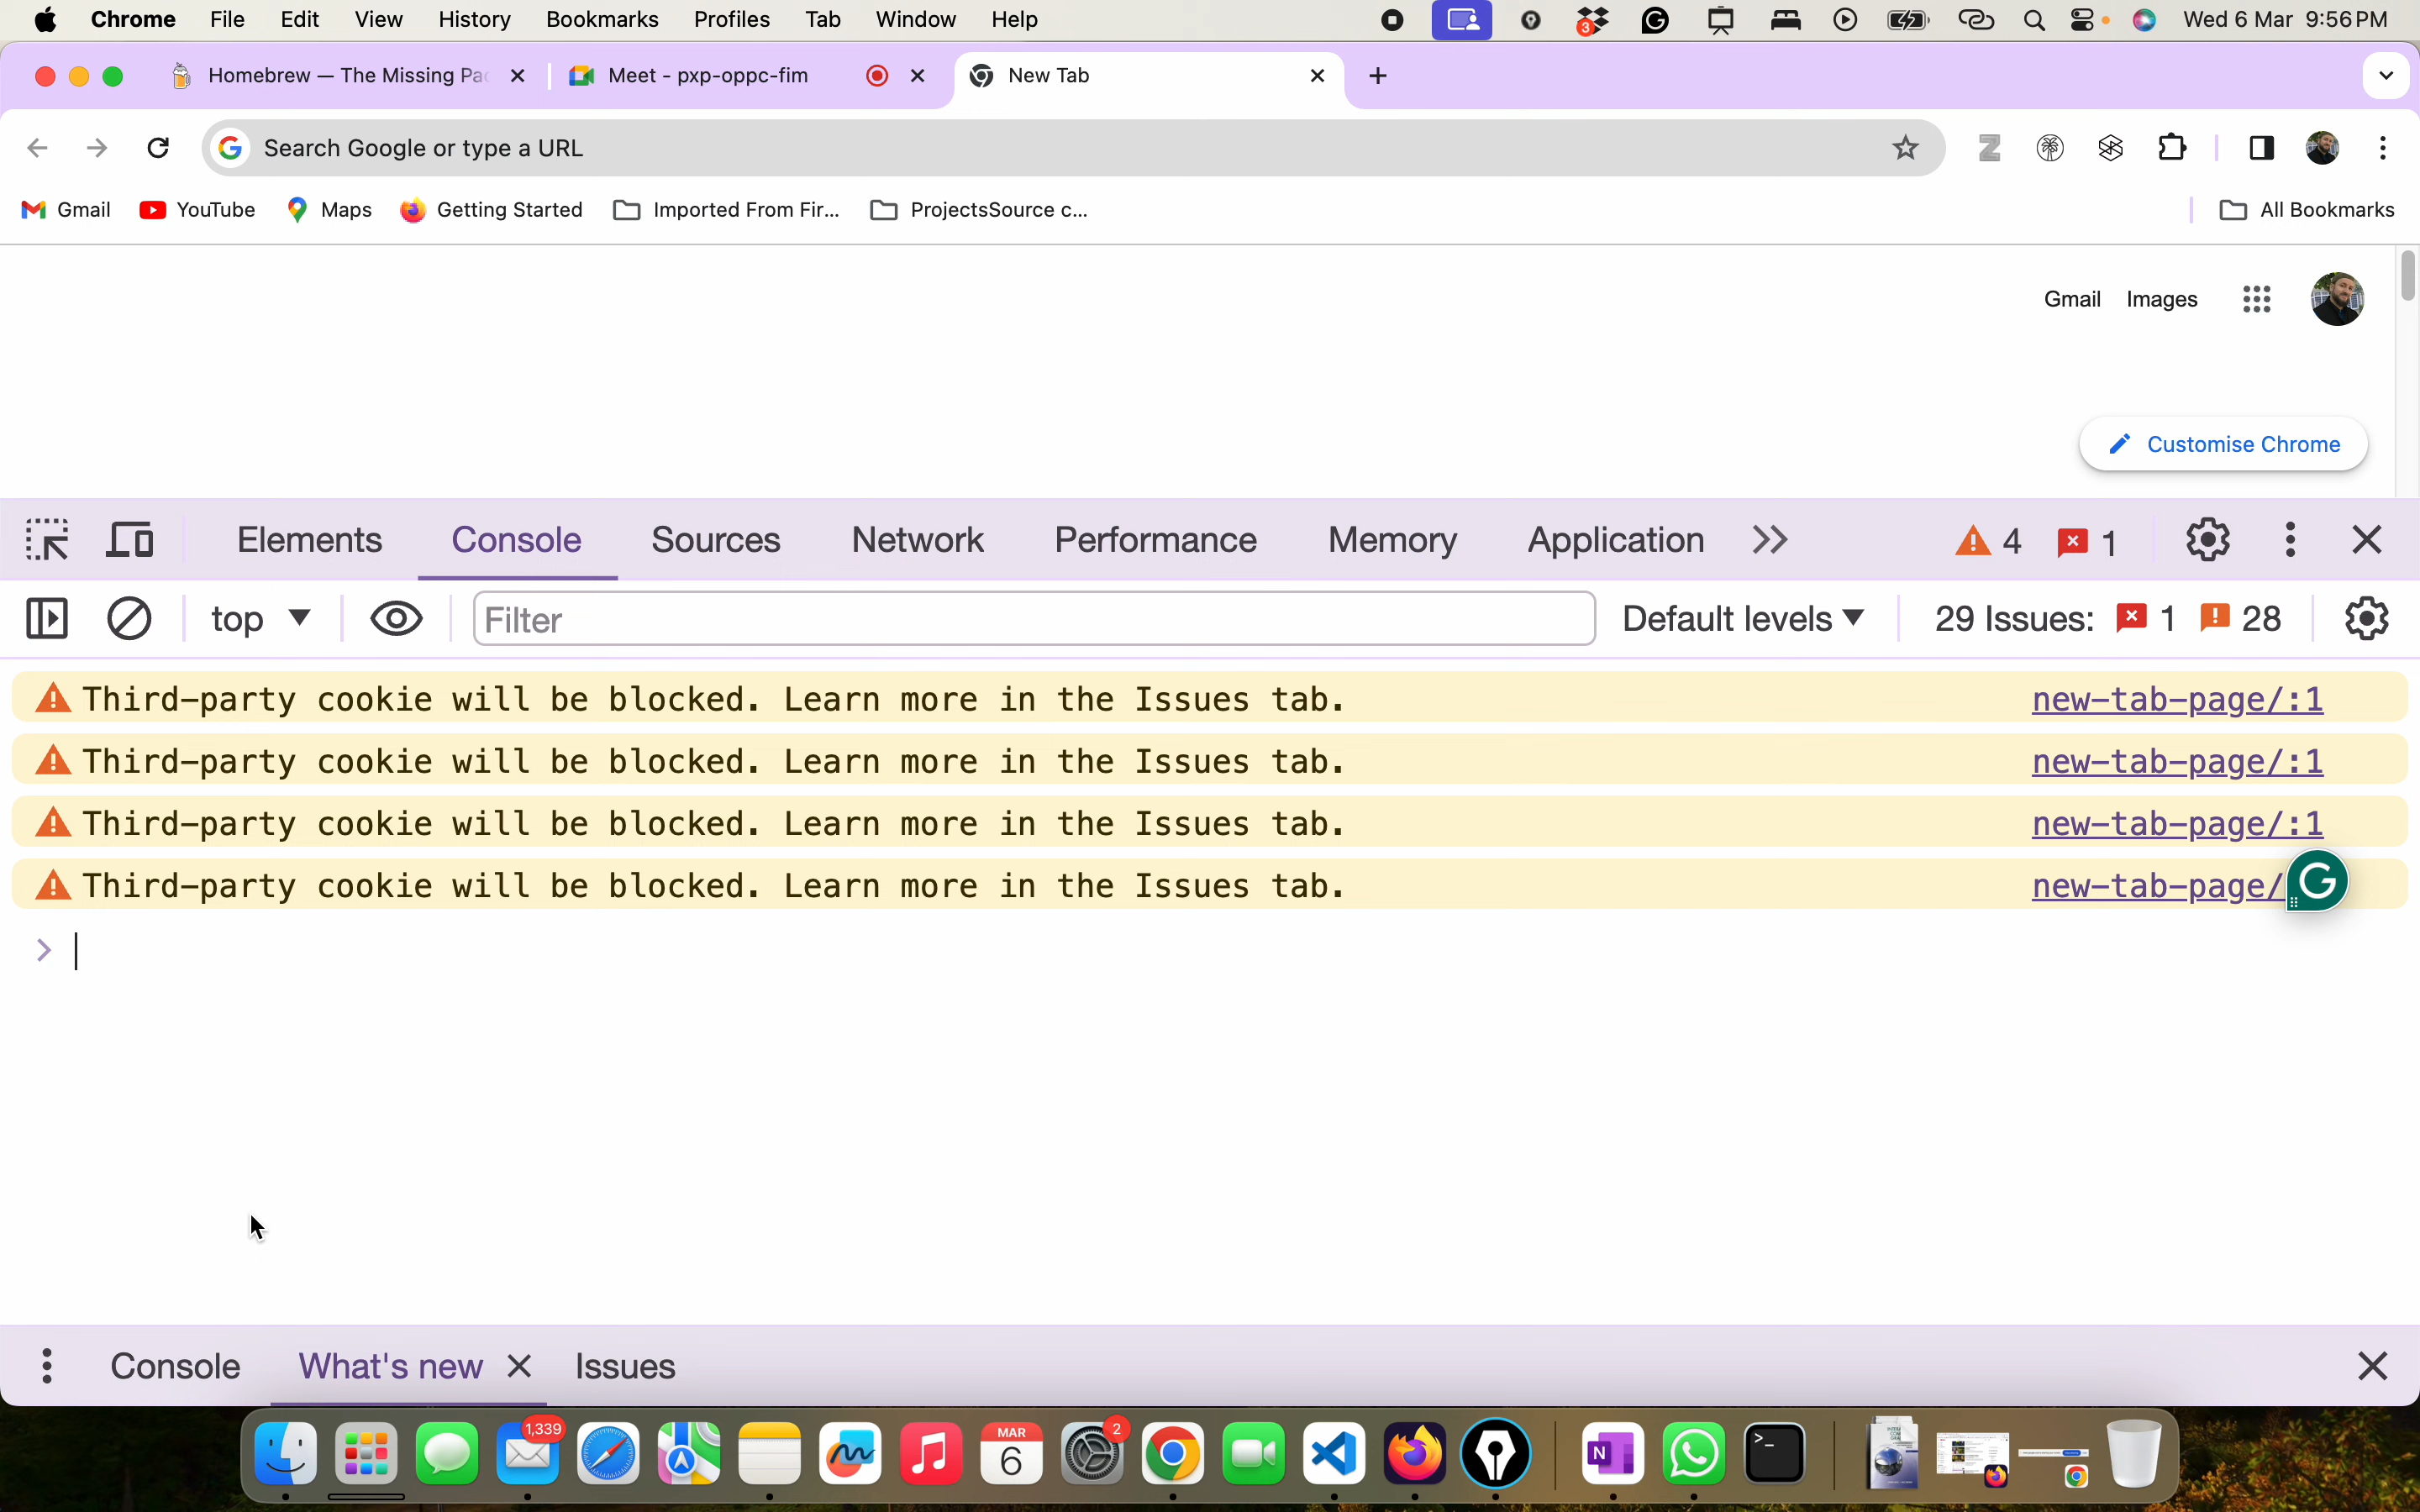 Chrome File Edit View History Bookmarks Profiles Tab Window Help 3 Wed 6 Mar 9:56 PM
Homebrew — The Missing Pac Meet - pxp-oppc-fim New Tab
Search Google or type a URL
Gmail YouTube Maps Getting Started Imported From Fir... ProjectsSource c... All Bookmarks
Gmail Images
Customise Chrome
Elements Console Sources Network Performance Memory Application 4 1
top Filter Default levels 29 Issues: 1 28
Third-party cookie will be blocked. Learn more in the Issues tab. new-tab-page/:1
Third-party cookie will be blocked. Learn more in the Issues tab. new-tab-page/:1
Third-party cookie will be blocked. Learn more in the Issues tab. new-tab-page/:1
Third-party cookie will be blocked. Learn more in the Issues tab. new-tab-page/
Console What's new Issues
1,339 MAR 6 2 N